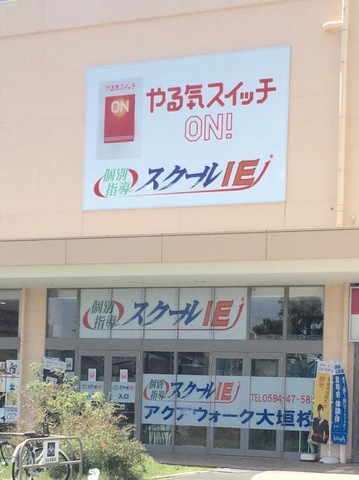 やる気スイッチ
ON
やる気スイッチ
ON!
個別
指導
スクールIE
個別
指導
スクールIE
個別
指導
スクールIE
TEL0584-47-58
アクアウォーク大垣校
入口